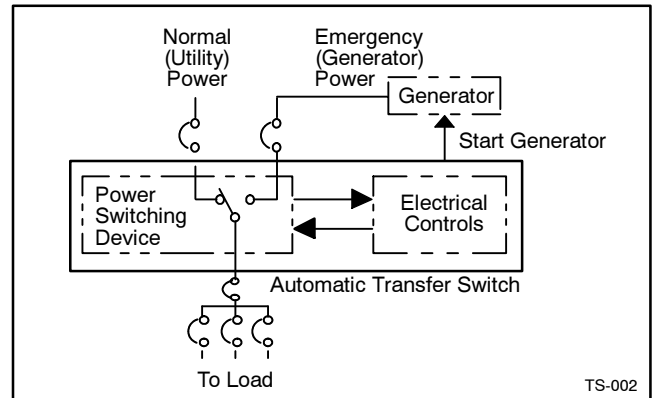 Normal
(Utility)
Power
Emergency
(Generator)
Power
Generator
Start Generator
Power
Switching
Device
Electrical
Controls
Automatic Transfer Switch
To Load
TS-002